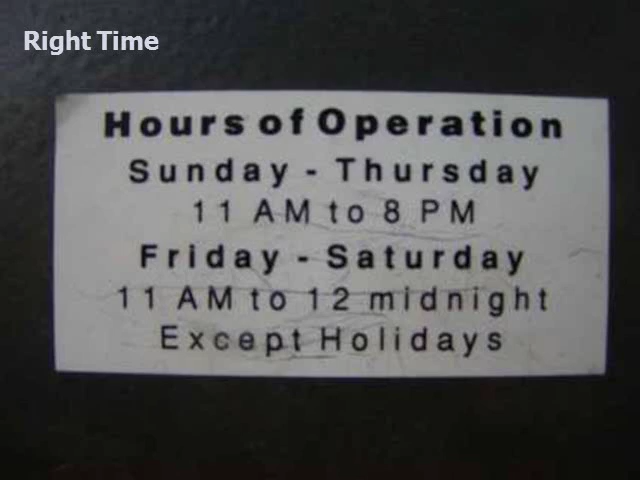 Right Time
Hours of Operation
Sunday - Thursday
11 AM to 8 PM
Friday - Saturday
11 AM to 12 midnight
Except Holidays